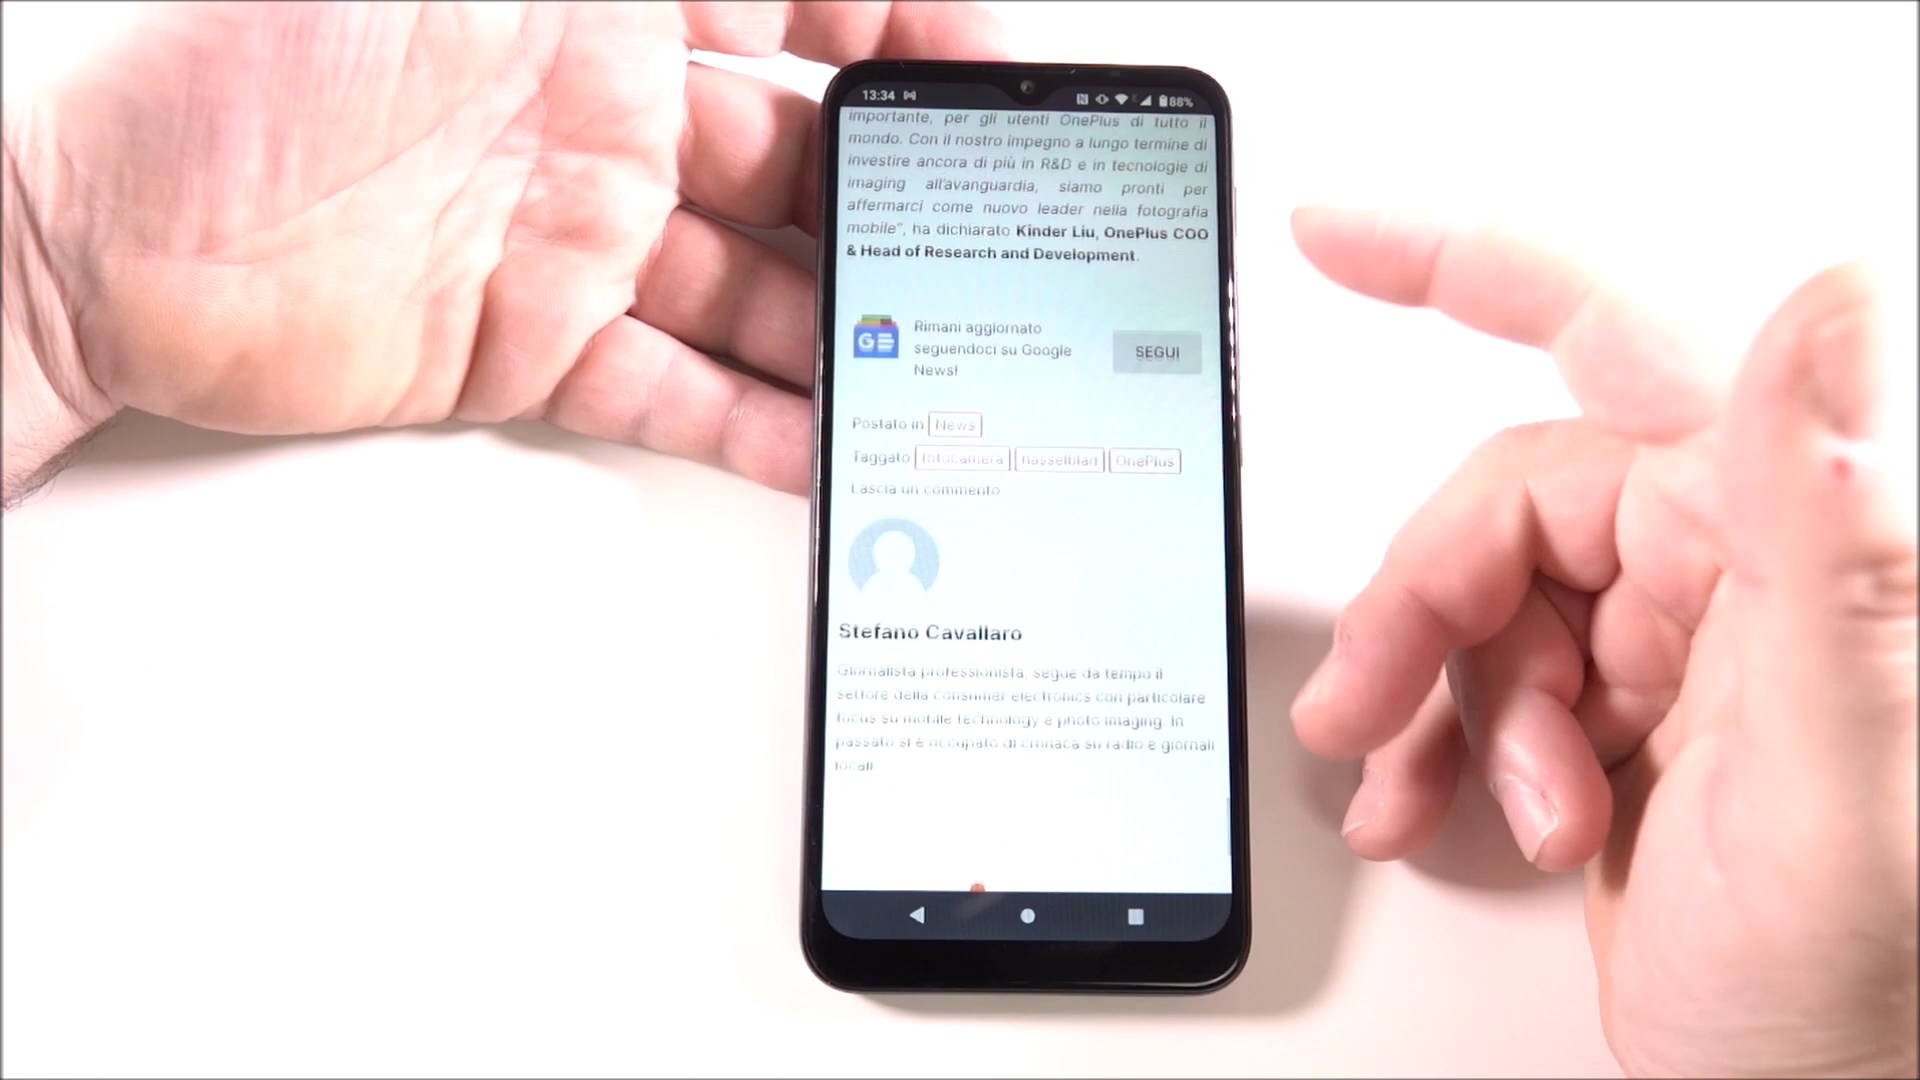 13:34 88%
importante, per gli utenti OnePlus di tutto il
mondo. Con il nostro impegno a lungo termine di
investire ancora di più in R&D e in tecnologie di
imaging all'avanguardia, siamo pronti per
affermarci come nuovo leader nella fotografia
mobile", ha dichiarato Kinder Liu, OnePlus COO
& Head of Research and Development.
Rimani aggiornato
seguendoci su Google
News!
SEGUI
Postato in News
Taggato fotocamera hasselblad OnePlus
Lascia un commento
Stefano Cavallaro
Giornalista professionista, segue da tempo il
settore della consumer electronics con particolare
focus su mobile technology e photo imaging. In
passato si è occupato di cronaca su radio e giornali
locali